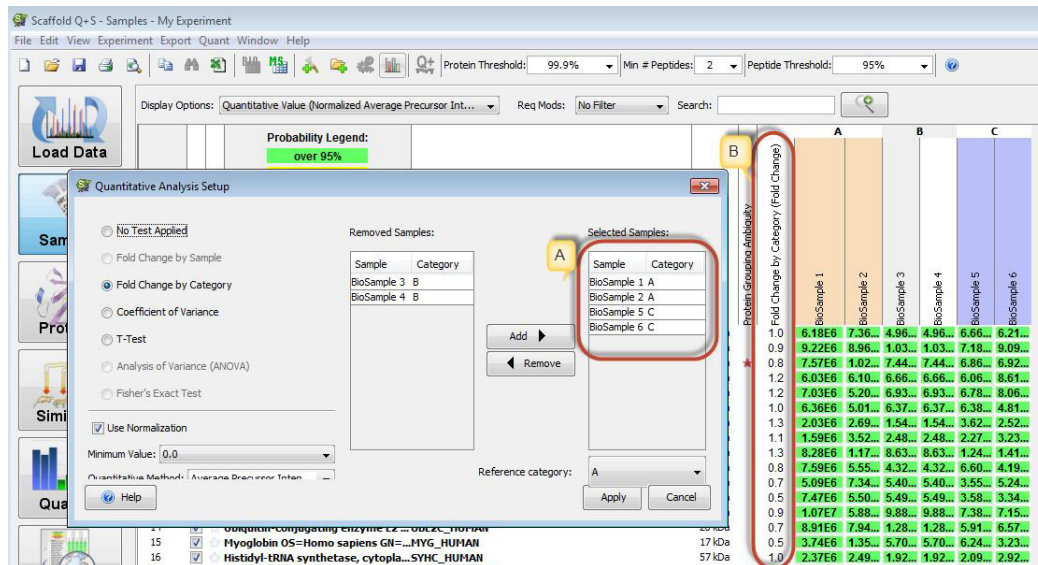 Scaffold Q+S - Samples - My Experiment
File Edit View Experiment Export Quant Window Help
Protein Threshold: 99.9% Min # Peptides: 2 Peptide Threshold: 95%
Display Options: Quantitative Value (Normalized Average Precursor Int... Req Mods: No Filter Search:
Load Data
Probability Legend:
over 95%
B
A B C
Protein Grouping Ambiguity
Fold Change by Category (Fold Change)
BioSample 1
BioSample 2
BioSample 3
BioSample 4
BioSample 5
BioSample 6
Quantitative Analysis Setup
No Test Applied
Fold Change by Sample
Fold Change by Category
Coefficient of Variance
T-Test
Analysis of Variance (ANOVA)
Fisher's Exact Test
Use Normalization
Minimum Value: 0.0
Quantitative Method: Average Precursor Inten
Help
Removed Samples:
Sample Category
BioSample 3 B
BioSample 4 B
Add
Remove
A
Selected Samples:
Sample Category
BioSample 1 A
BioSample 2 A
BioSample 5 C
BioSample 6 C
Reference category: A
Apply Cancel
Sam
Prot
Simi
Qua
1.0 6.18E6 7.36... 4.96... 4.96... 6.66... 6.21...
0.9 9.22E6 8.96... 1.03... 1.03... 7.18... 9.09...
0.8 7.57E6 1.02... 7.44... 7.44... 6.86... 6.92...
1.2 6.03E6 6.10... 6.66... 6.66... 6.06... 8.61...
1.2 7.03E6 5.20... 6.93... 6.93... 6.78... 8.06...
1.0 6.36E6 5.01... 6.37... 6.37... 6.38... 4.81...
1.3 2.03E6 2.69... 1.54... 1.54... 3.62... 2.52...
1.1 1.59E6 3.52... 2.48... 2.48... 2.27... 3.23...
1.3 8.28E6 1.17... 8.63... 8.63... 1.24... 1.41...
0.8 7.59E6 5.55... 4.32... 4.32... 6.60... 4.19...
0.7 5.09E6 7.34... 5.40... 5.40... 3.55... 5.24...
0.5 7.47E6 5.50... 5.49... 5.49... 3.58... 3.34...
0.9 1.07E7 5.88... 9.88... 9.88... 7.38... 7.15...
14 Ubiquitin-conjugating enzyme E2 ...UBE2C_HUMAN 20 kDa 0.7 8.91E6 7.94... 1.28... 1.28... 5.91... 6.57...
15 Myoglobin OS=Homo sapiens GN=...MYG_HUMAN 17 kDa 0.5 3.74E6 1.35... 5.70... 5.70... 6.24... 3.23...
16 Histidyl-tRNA synthetase, cytopla...SYHC_HUMAN 57 kDa 1.0 2.37E6 2.49... 1.92... 1.92... 2.09... 2.92...